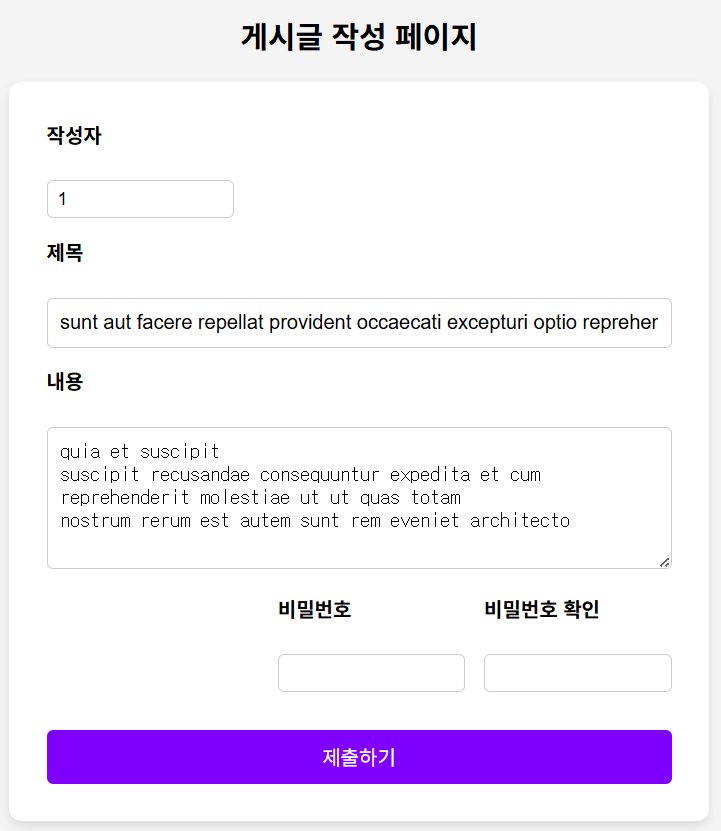 게시글 작성 페이지
작성자
1
제목
sunt aut facere repellat provident occaecati excepturi optio repreher
내용
quia et suscipit
suscipit recusandae consequuntur expedita et cum
reprehenderit molestiae ut ut quas totam
nostrum rerum est autem sunt rem eveniet architecto
비밀번호 비밀번호 확인
제출하기